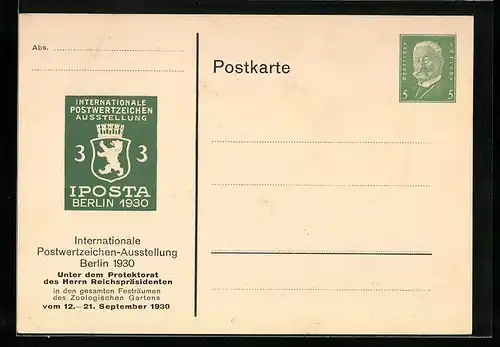 Abs.
Postkarte
Deutsches Reich
5 5
INTERNATIONALE
POSTWERTZEICHEN
AUSSTELLUNG
3 3
IPOSTA
BERLIN 1930
Internationale
Postwertzeichen-Ausstellung
Berlin 1930
Unter dem Protektorat
des Herrn Reichspräsidenten
in den gesamten Festräumen
des Zoologischen Gartens
vom 12.–21. September 1930